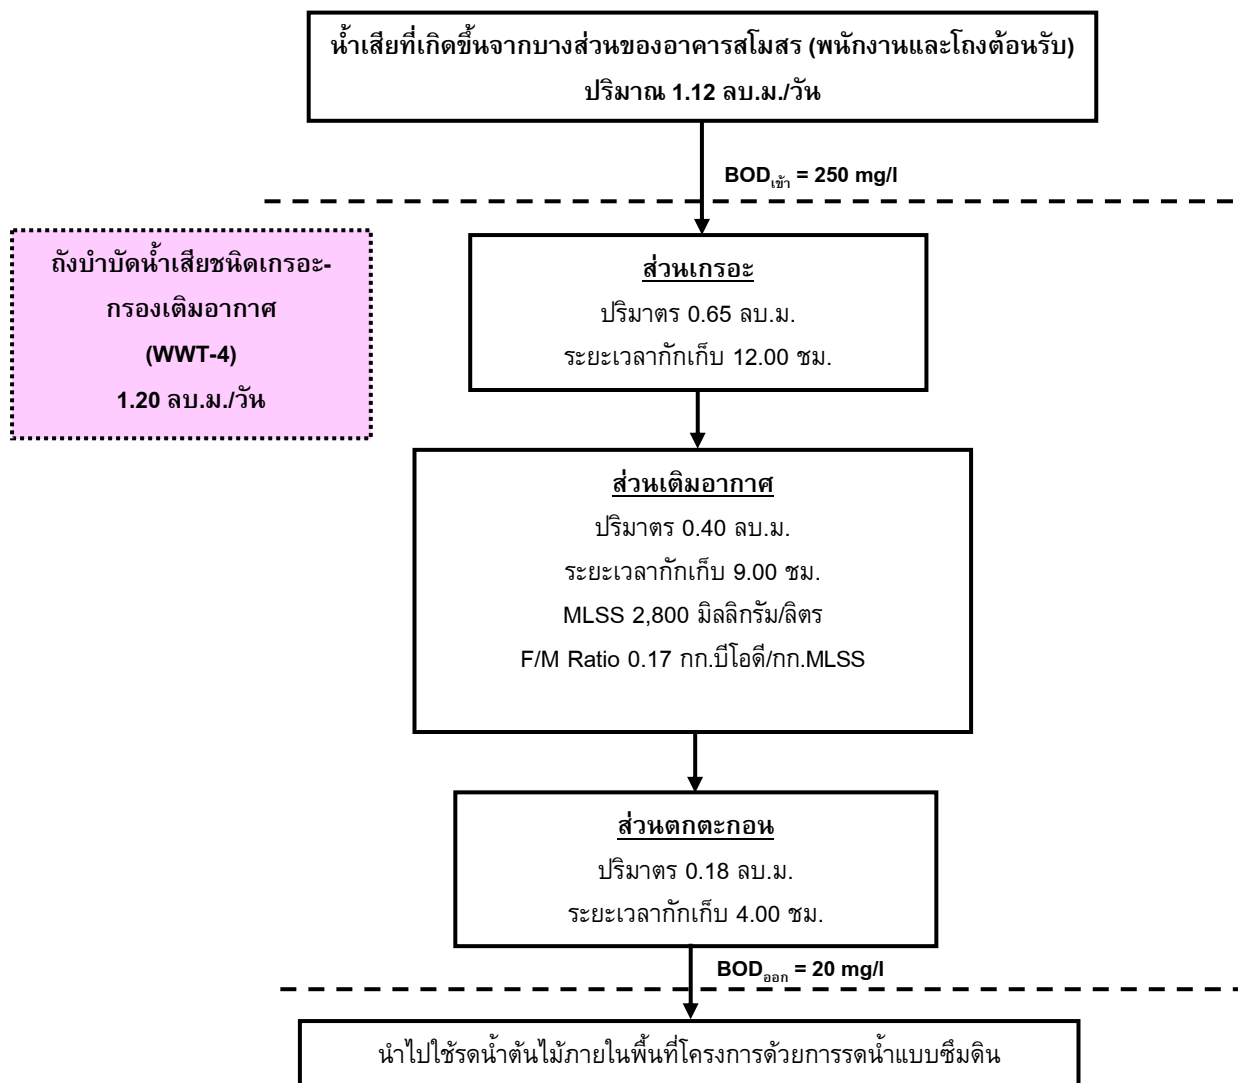 น้ำเสียที่เกิดขึ้นจากบางส่วนของอาคารสโมสร (พนักงานและโถงต้อนรับ)
ปริมาณ 1.12 ลบ.ม./วัน
BODเข้า = 250 mg/l
ถังบำบัดน้ำเสียชนิดเกรอะ-
กรองเติมอากาศ
(WWT-4)
1.20 ลบ.ม./วัน
ส่วนเกรอะ
ปริมาตร 0.65 ลบ.ม.
ระยะเวลากักเก็บ 12.00 ชม.
ส่วนเติมอากาศ
ปริมาตร 0.40 ลบ.ม.
ระยะเวลากักเก็บ 9.00 ชม.
MLSS 2,800 มิลลิกรัม/ลิตร
F/M Ratio 0.17 กก.บีโอดี/กก.MLSS
ส่วนตกตะกอน
ปริมาตร 0.18 ลบ.ม.
ระยะเวลากักเก็บ 4.00 ชม.
BODออก = 20 mg/l
นำไปใช้รดน้ำต้นไม้ภายในพื้นที่โครงการด้วยการรดน้ำแบบซึมดิน